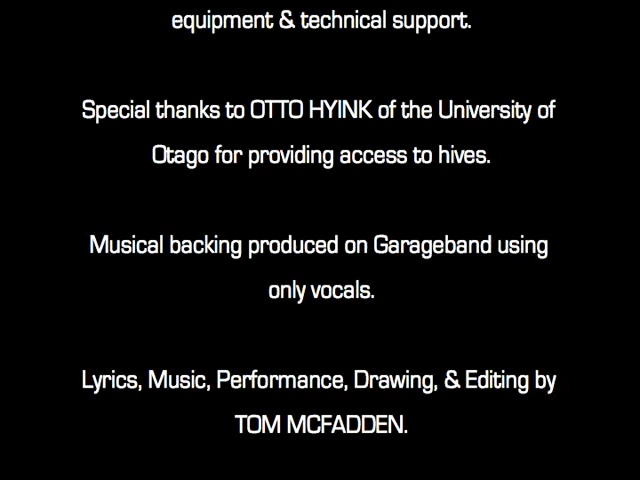 equipment & technical support.
Special thanks to OTTO HYINK of the University of
Otago for providing access to hives.
Musical backing produced on Garageband using
only vocals.
Lyrics, Music, Performance, Drawing, & Editing by
TOM MCFADDEN.